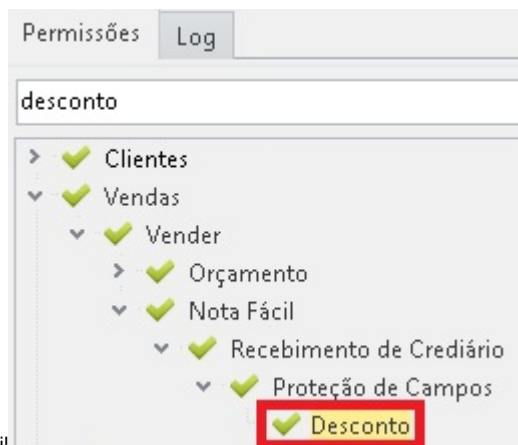 Permissões Log
desconto
Clientes
Vendas
Vender
Orçamento
Nota Fácil
Recebimento de Crediário
Proteção de Campos
Desconto